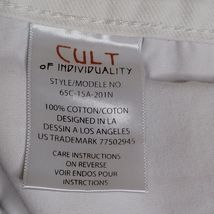 CULT
OF INDIVIDUALITY
STYLE/MODELE NO
65C-15A-201N
100% COTTON/COTON
DESIGNED IN LA
DESSIN A LOS ANGELES
US TRADEMARK 77502945
CARE INSTRUCTIONS
ON REVERSE
VOIR ENDOS POUR
INSTRUCTIONS